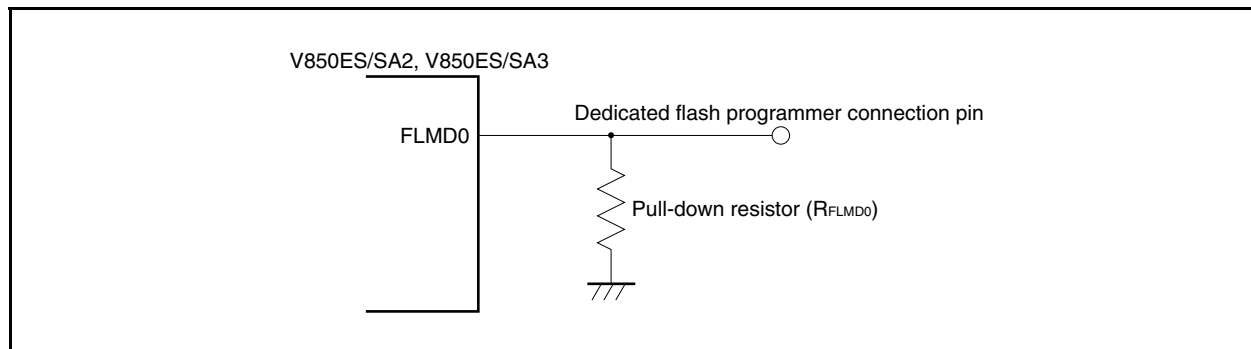 V850ES/SA2, V850ES/SA3
Dedicated flash programmer connection pin
FLMD0
Pull-down resistor (RFLMD0)